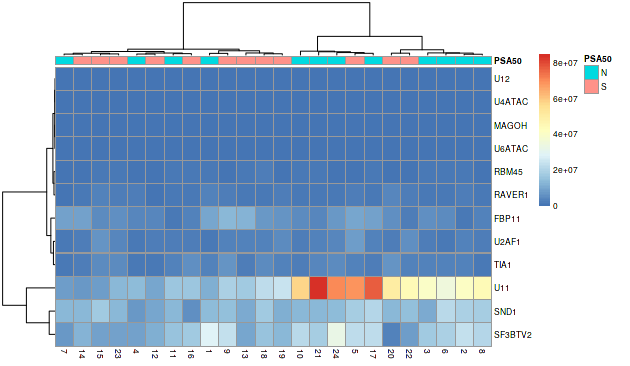 PSA50
U12
U4ATAC
MAGOH
U6ATAC
RBM45
RAVER1
FBP11
U2AF1
TIA1
U11
SND1
SF3BTV2
7 14 15 23 4 12 11 16 1 9 13 18 19 10 21 24 5 17 20 22 3 6 2 8
8e+07
6e+07
4e+07
2e+07
0
PSA50
N
S